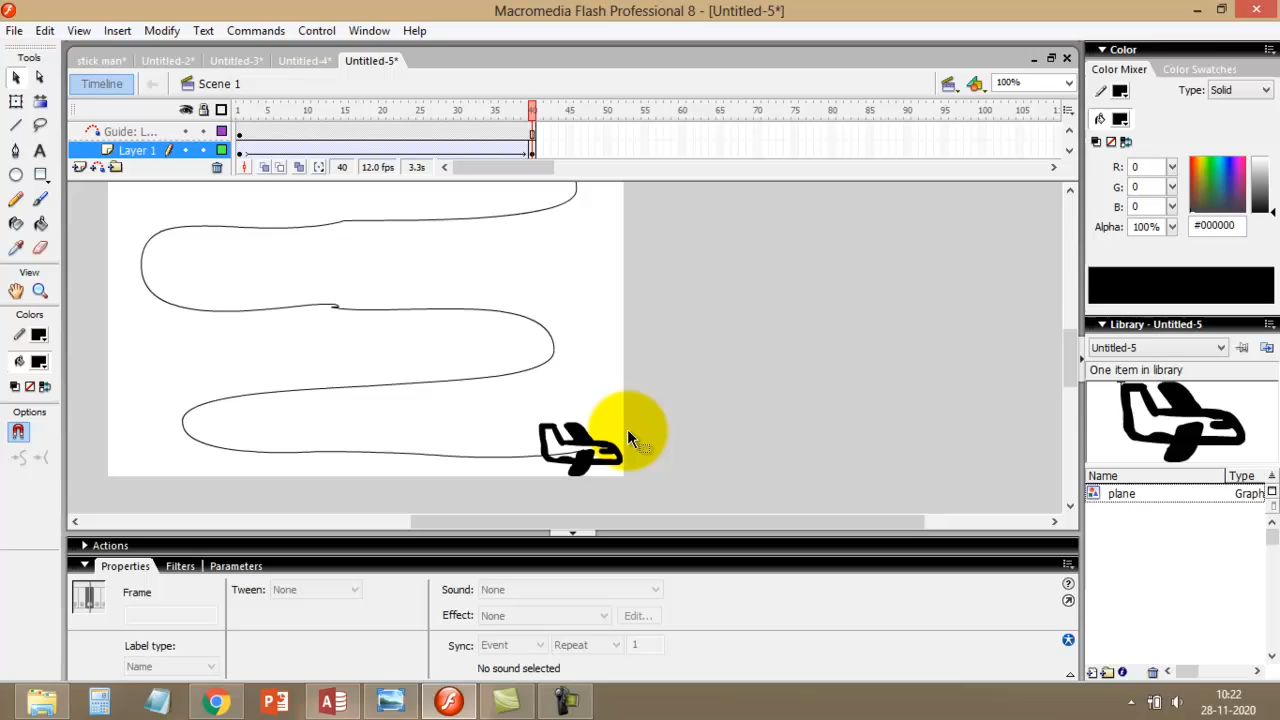 Macromedia Flash Professional 8 - [Untitled-5*]
File Edit View Insert Modify Text Commands Control Window Help
Tools
View
Colors
Options
stick man* Untitled-2* Untitled-3* Untitled-4* Untitled-5*
Timeline Scene 1 100%
1 5 10 15 20 25 30 35 40 45 50 55 60 65 70 75 80 85 90 95 100 105
Guide: L...
Layer 1
40 12.0 fps 3.3s
Actions
Properties Filters Parameters
Frame Tween: None Sound: None
Effect: None Edit...
Label type: Sync: Event Repeat 1
Name No sound selected
Color
Color Mixer Color Swatches
Type: Solid
R: 0
G: 0
B: 0
Alpha: 100% #000000
Library - Untitled-5
Untitled-5
One item in library
Name Type
plane Graph
10:22
28-11-2020